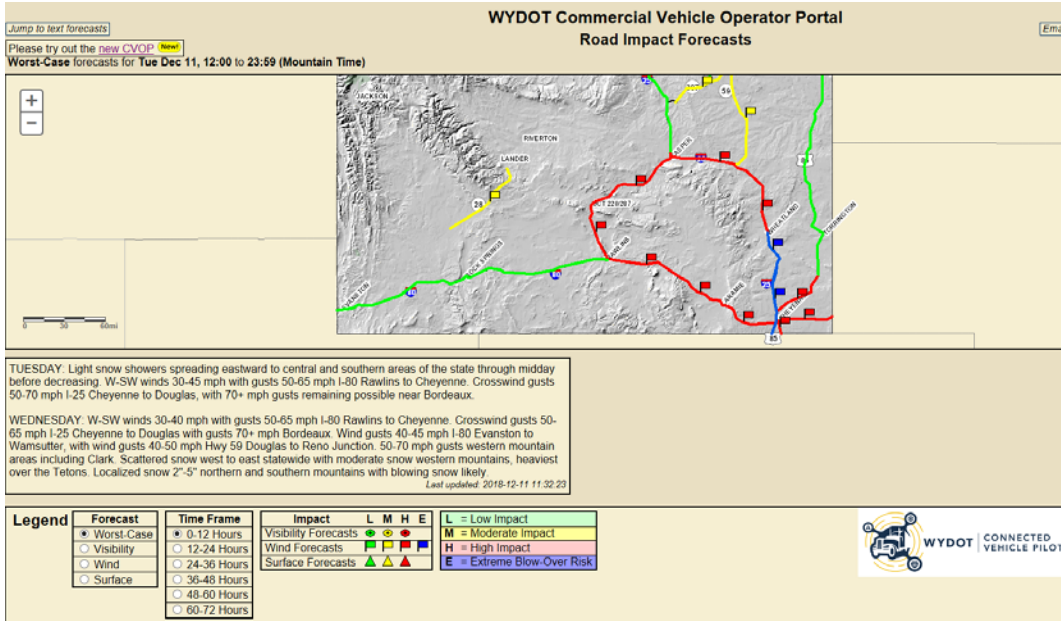 WYDOT Commercial Vehicle Operator Portal
Road Impact Forecasts
Jump to text forecasts
Please try out the new CVOP New!
Worst-Case forecasts for Tue Dec 11, 12:00 to 23:59 (Mountain Time)
+
−
JACKSON
RIVERTON
LANDER
28
59
CASPER
WHEATLAND
TORRINGTON
RAWLINS
ROCK SPRINGS
EVANSTON
LARAMIE
CHEYENNE
80
80
25
85
85
0 30 60mi
TUESDAY: Light snow showers spreading eastward to central and southern areas of the state through midday
before decreasing. W-SW winds 30-45 mph with gusts 50-65 mph I-80 Rawlins to Cheyenne. Crosswind gusts
50-70 mph I-25 Cheyenne to Douglas, with 70+ mph gusts remaining possible near Bordeaux.
WEDNESDAY: W-SW winds 30-40 mph with gusts 50-65 mph I-80 Rawlins to Cheyenne. Crosswind gusts 50-
65 mph I-25 Cheyenne to Douglas with gusts 70+ mph Bordeaux. Wind gusts 40-45 mph I-80 Evanston to
Wamsutter, with wind gusts 40-50 mph Hwy 59 Douglas to Reno Junction. 50-70 mph gusts western mountain
areas including Clark. Scattered snow west to east statewide with moderate snow western mountains, heaviest
over the Tetons. Localized snow 2"-5" northern and southern mountains with blowing snow likely.
Last updated: 2018-12-11 11:32:23
Legend
Forecast
Worst-Case
Visibility
Wind
Surface
Time Frame
0-12 Hours
12-24 Hours
24-36 Hours
36-48 Hours
48-60 Hours
60-72 Hours
Impact L M H E
Visibility Forecasts
Wind Forecasts
Surface Forecasts
L = Low Impact
M = Moderate Impact
H = High Impact
E = Extreme Blow-Over Risk
WYDOT | CONNECTED
VEHICLE PILOT